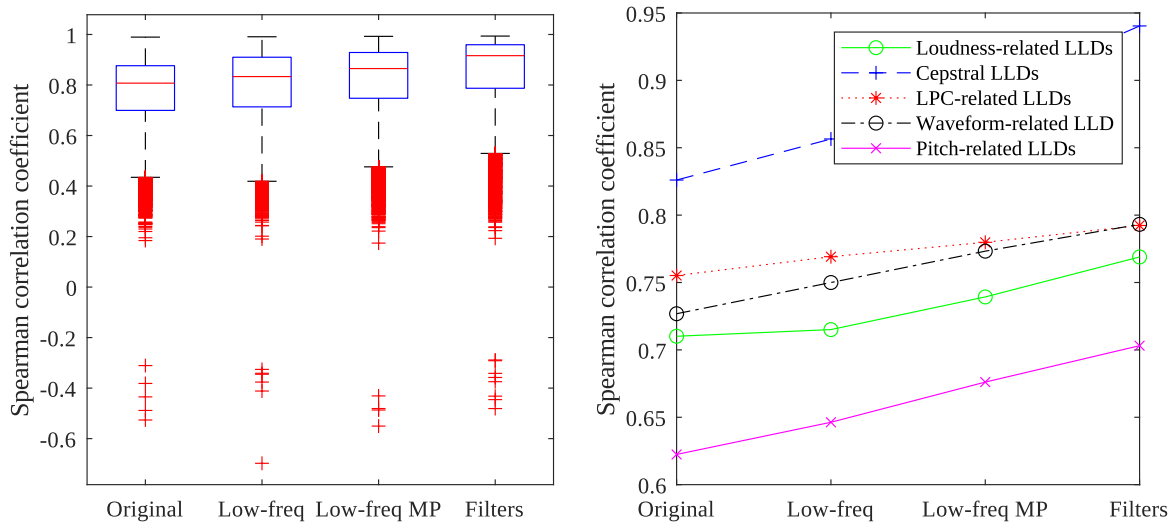 Spearman correlation coefficient
1
0.8
0.6
0.4
0.2
0
-0.2
-0.4
-0.6
Original
Low-freq
Low-freq MP
Filters
Spearman correlation coefficient
0.95
0.9
0.85
0.8
0.75
0.7
0.65
0.6
Loudness-related LLDs
Cepstral LLDs
LPC-related LLDs
Waveform-related LLD
Pitch-related LLDs
Original
Low-freq
Low-freq MP
Filters